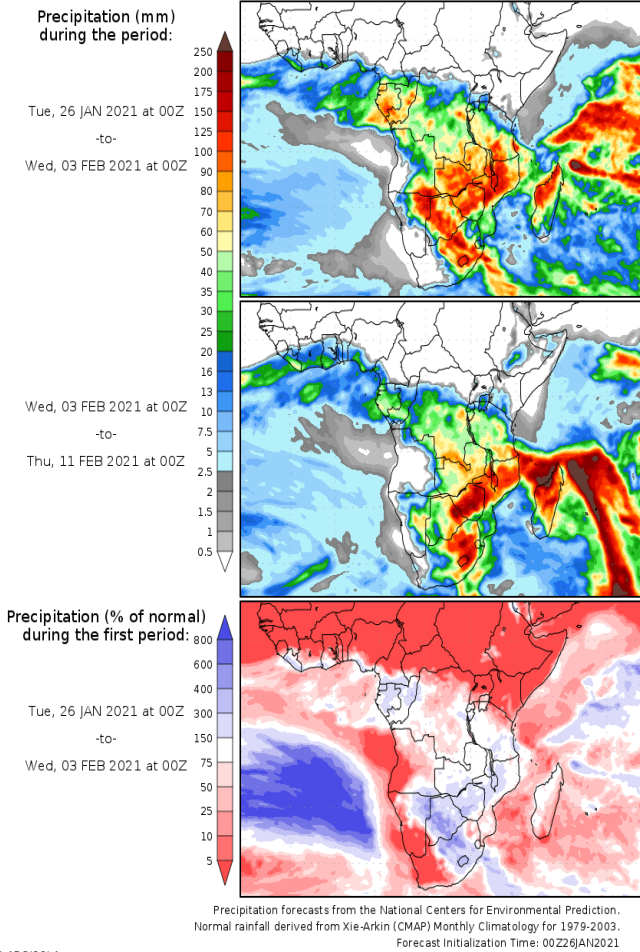 Precipitation (mm)
during the period:
Tue, 26 JAN 2021 at 00Z
-to-
Wed, 03 FEB 2021 at 00Z
250
200
175
150
125
100
90
80
70
60
50
40
35
30
25
20
16
13
10
7.5
5
2.5
2
1.5
1
0.5
Wed, 03 FEB 2021 at 00Z
-to-
Thu, 11 FEB 2021 at 00Z
Precipitation (% of normal)
during the first period:
Tue, 26 JAN 2021 at 00Z
-to-
Wed, 03 FEB 2021 at 00Z
800
600
400
300
150
75
50
25
10
5
Precipitation forecasts from the National Centers for Environmental Prediction.
Normal rainfall derived from Xie-Arkin (CMAP) Monthly Climatology for 1979-2003.
Forecast Initialization Time: 00Z26JAN2021